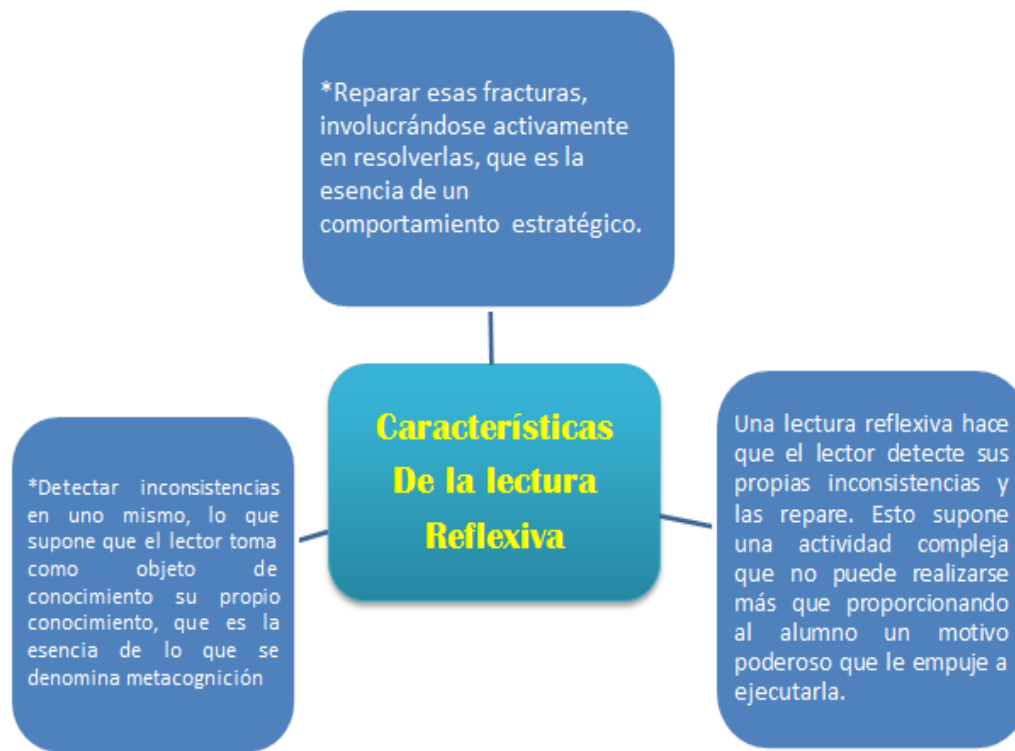 *Reparar esas fracturas,
involucrándose activamente
en resolverlas, que es la
esencia de un
comportamiento estratégico.
Característícas
De la lectura
Reflexiva
*Detectar inconsistencias
en uno mismo, lo que
supone que el lector toma
como objeto de
conocimiento su propio
conocimiento, que es la
esencia de lo que se
denomina metacognición
Una lectura reflexiva hace
que el lector detecte sus
propias inconsistencias y
las repare. Esto supone
una actividad compleja
que no puede realizarse
más que proporcionando
al alumno un motivo
poderoso que le empuje a
ejecutarla.